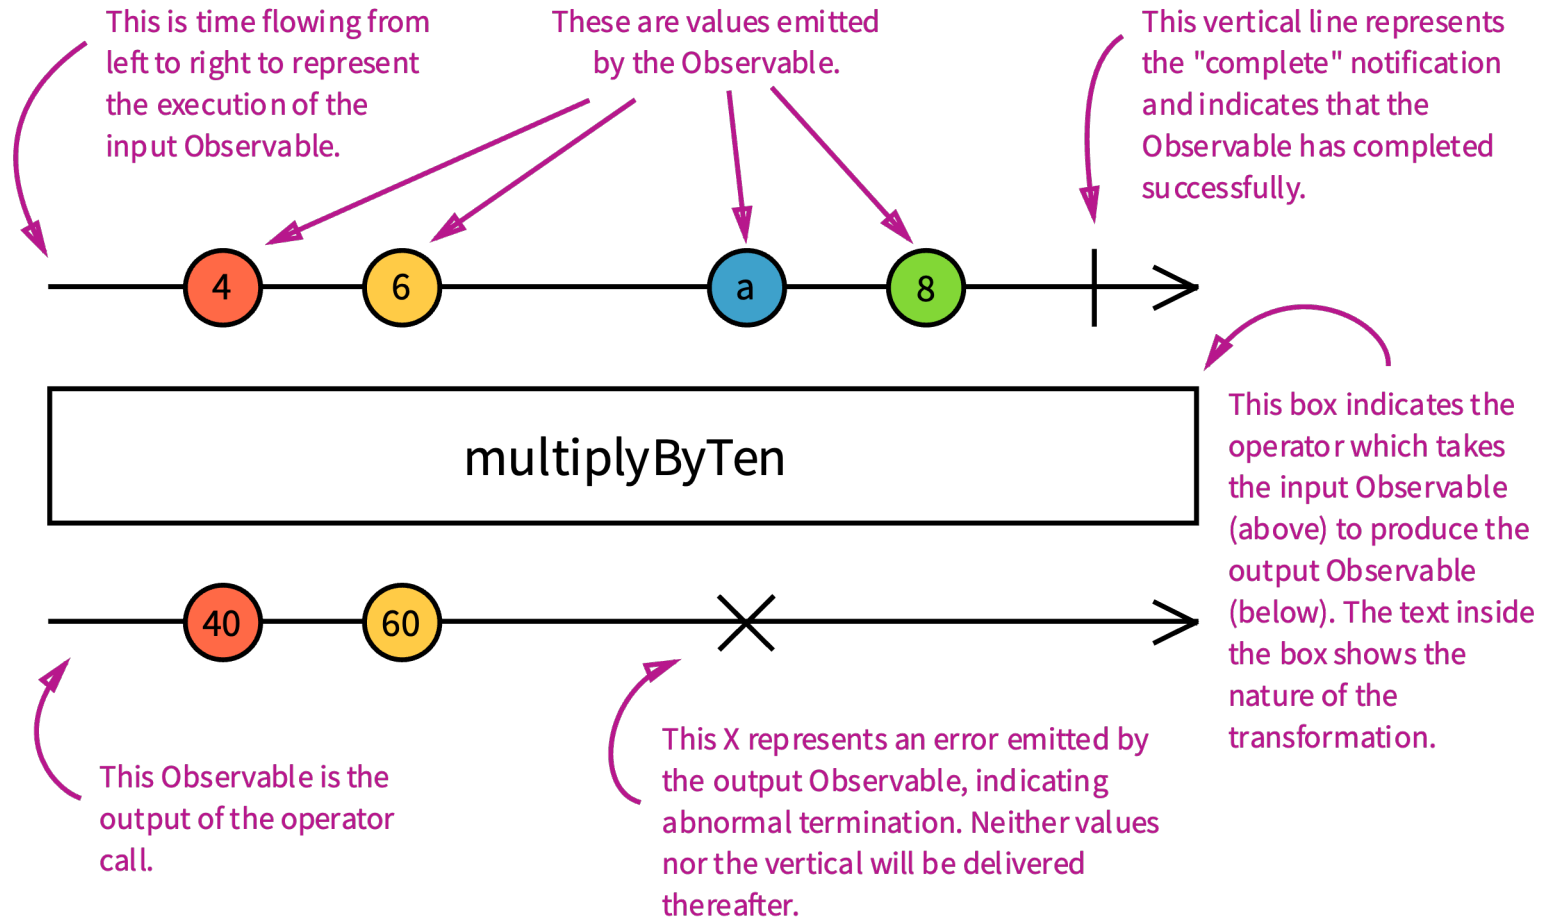 This is time flowing from
left to right to represent
the execution of the
input Observable.
These are values emitted
by the Observable.
This vertical line represents
the "complete" notification
and indicates that the
Observable has completed
successfully.
4
6
a
8
multiplyByTen
This box indicates the
operator which takes
the input Observable
(above) to produce the
output Observable
(below). The text inside
the box shows the
nature of the
transformation.
40
60
This Observable is the
output of the operator
call.
This X represents an error emitted by
the output Observable, indicating
abnormal termination. Neither values
nor the vertical will be delivered
thereafter.